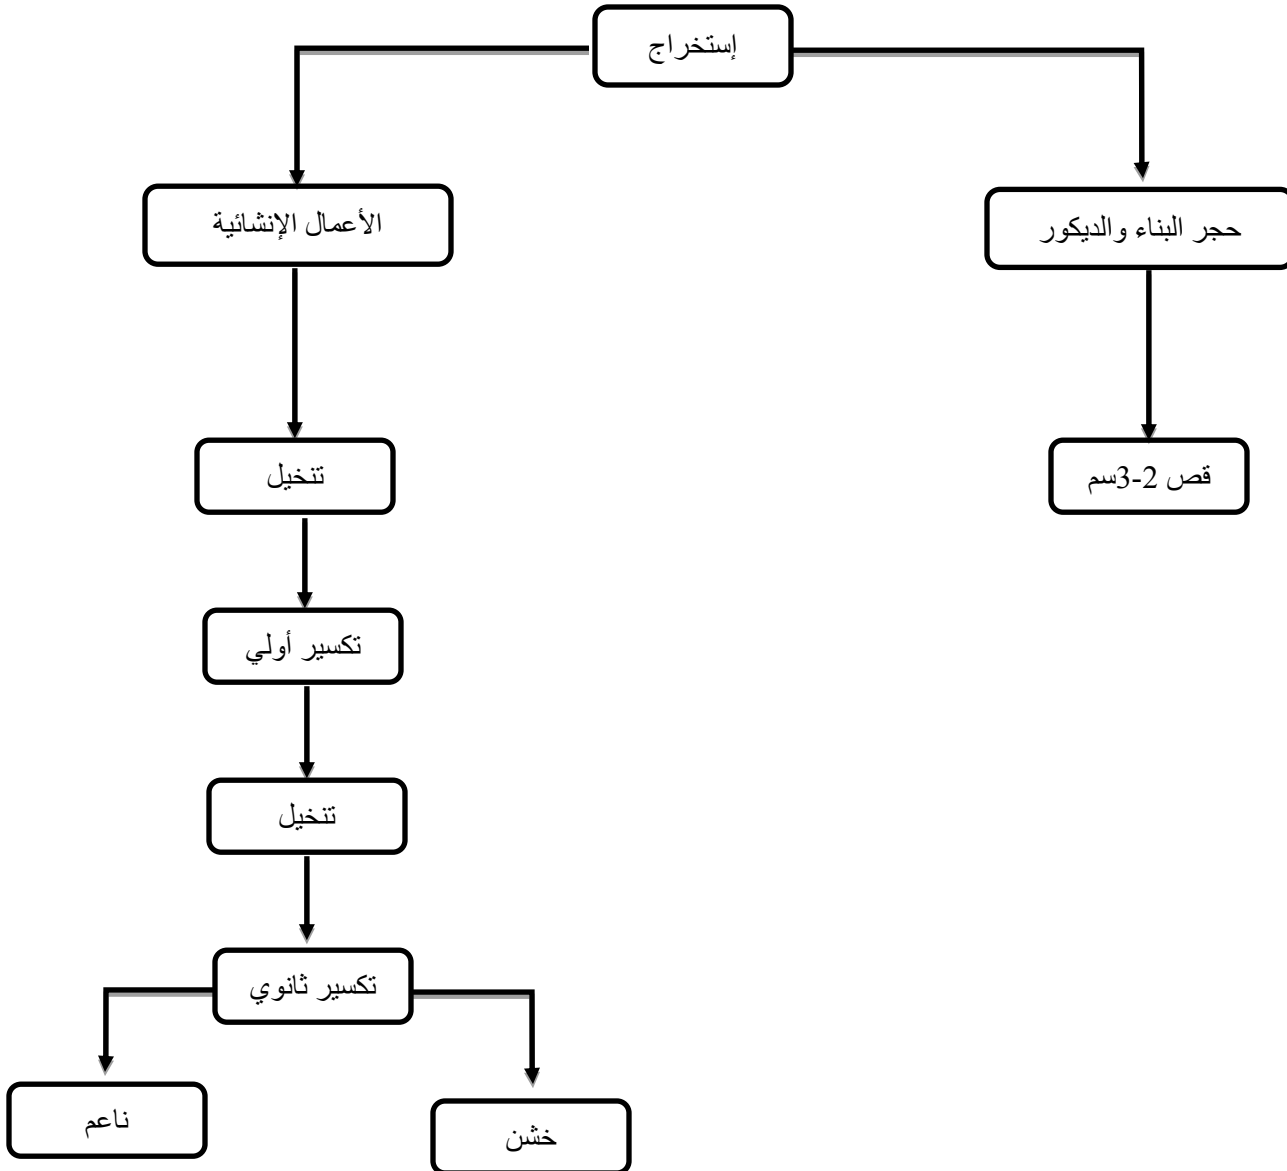 إستخراج
حجر البناء والديكور
الأعمال الإنشائية
قص 2-3سم
تنخيل
تكسير أولي
تنخيل
تكسير ثانوي
خشن
ناعم